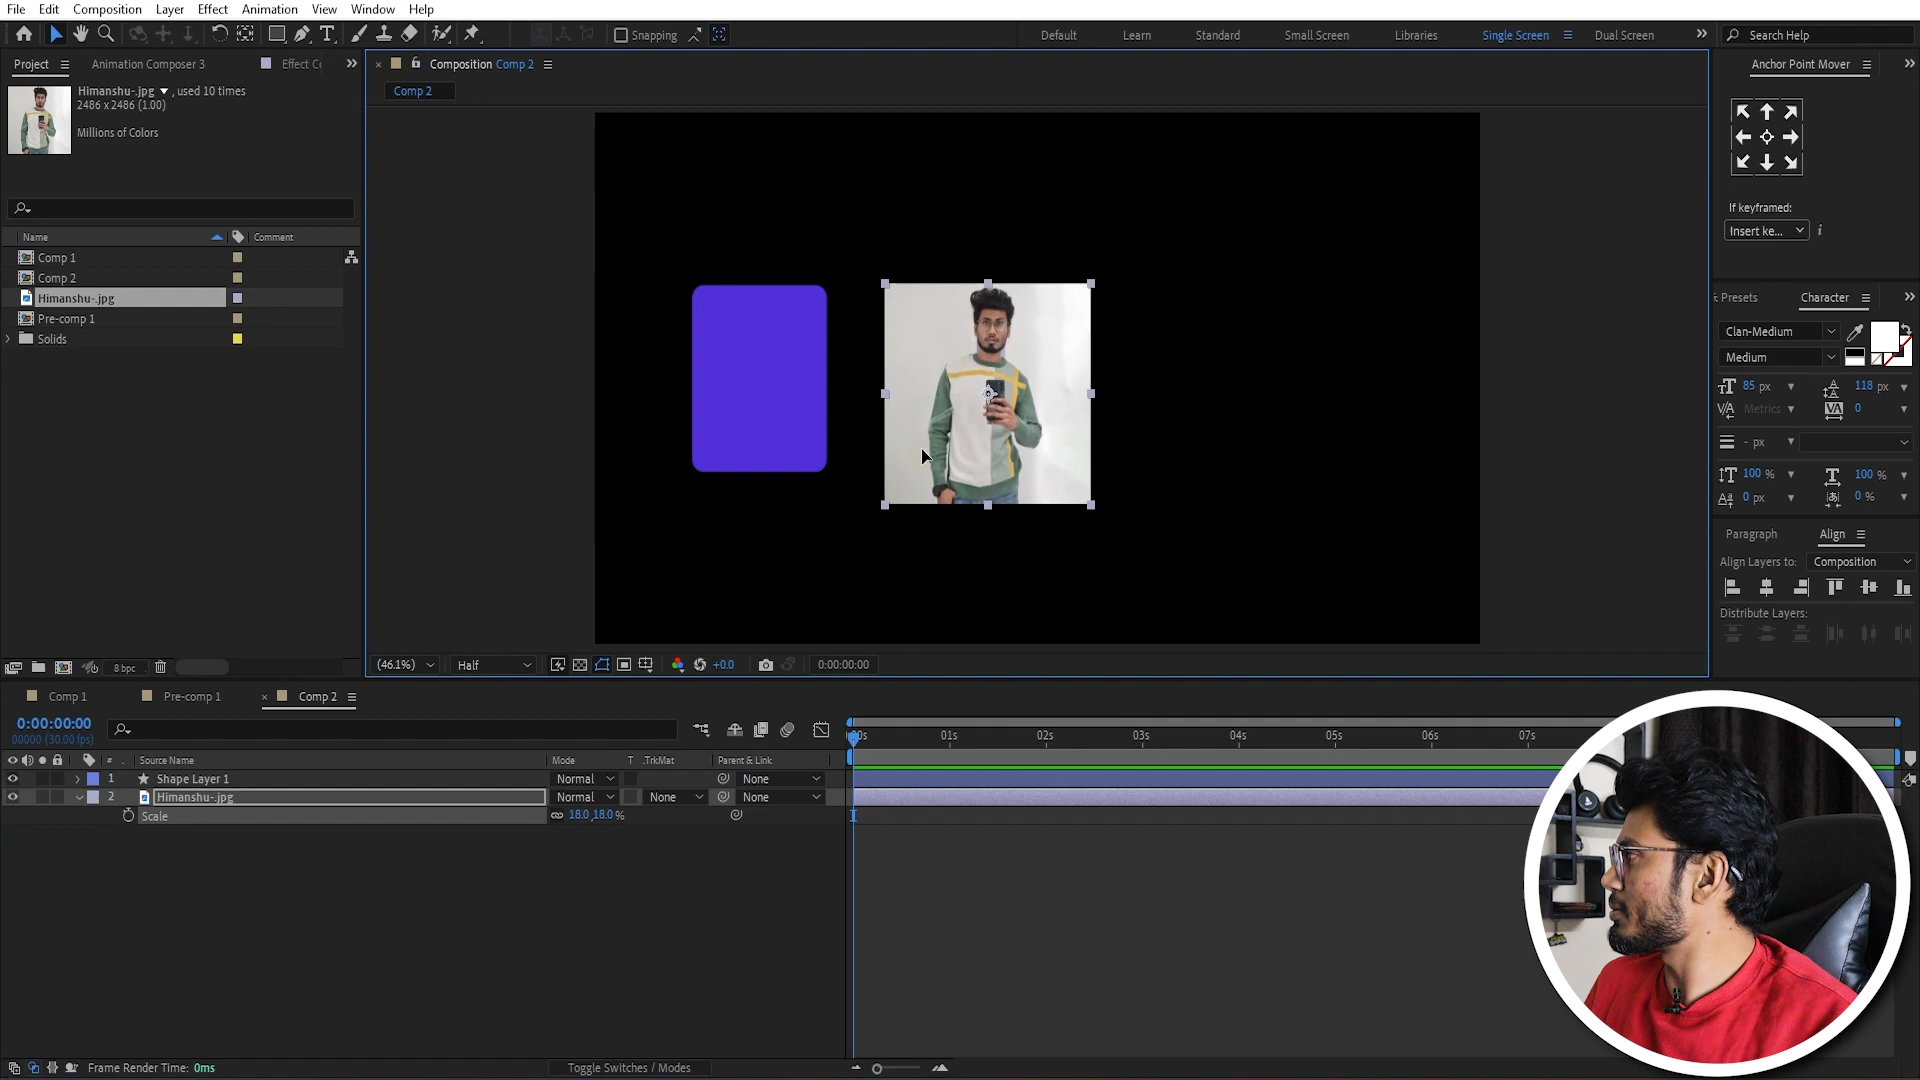 File Edit Composition Layer Effect Animation View Window Help
Snapping Default Learn Standard Small Screen Libraries Single Screen Dual Screen Search Help
Project Animation Composer 3 Effect Co
Composition Comp 2
Anchor Point Mover
Himanshu-.jpg , used 10 times
2486 x 2486 (1.00)
Millions of Colors
Comp 2
If keyframed:
Insert ke...
Name Comment
Comp 1
Comp 2
Himanshu-.jpg
Pre-comp 1
Solids
Presets Character
Clan-Medium
Medium
85 px 118 px
Metrics 0
- px
100 % 100 %
0 px 0 %
Paragraph Align
Align Layers to: Composition
Distribute Layers:
8 bpc
(46.1%) Half +0.0 0:00:00:00
Comp 1 Pre-comp 1 Comp 2
0:00:00:00
00000 (30.00 fps)
:00s 01s 02s 03s 04s 05s 06s 07s
# Source Name Mode T .TrkMat Parent & Link
1 Shape Layer 1 Normal None
2 Himanshu-.jpg Normal None None
Scale 18.0,18.0 %
Frame Render Time: 0ms Toggle Switches / Modes